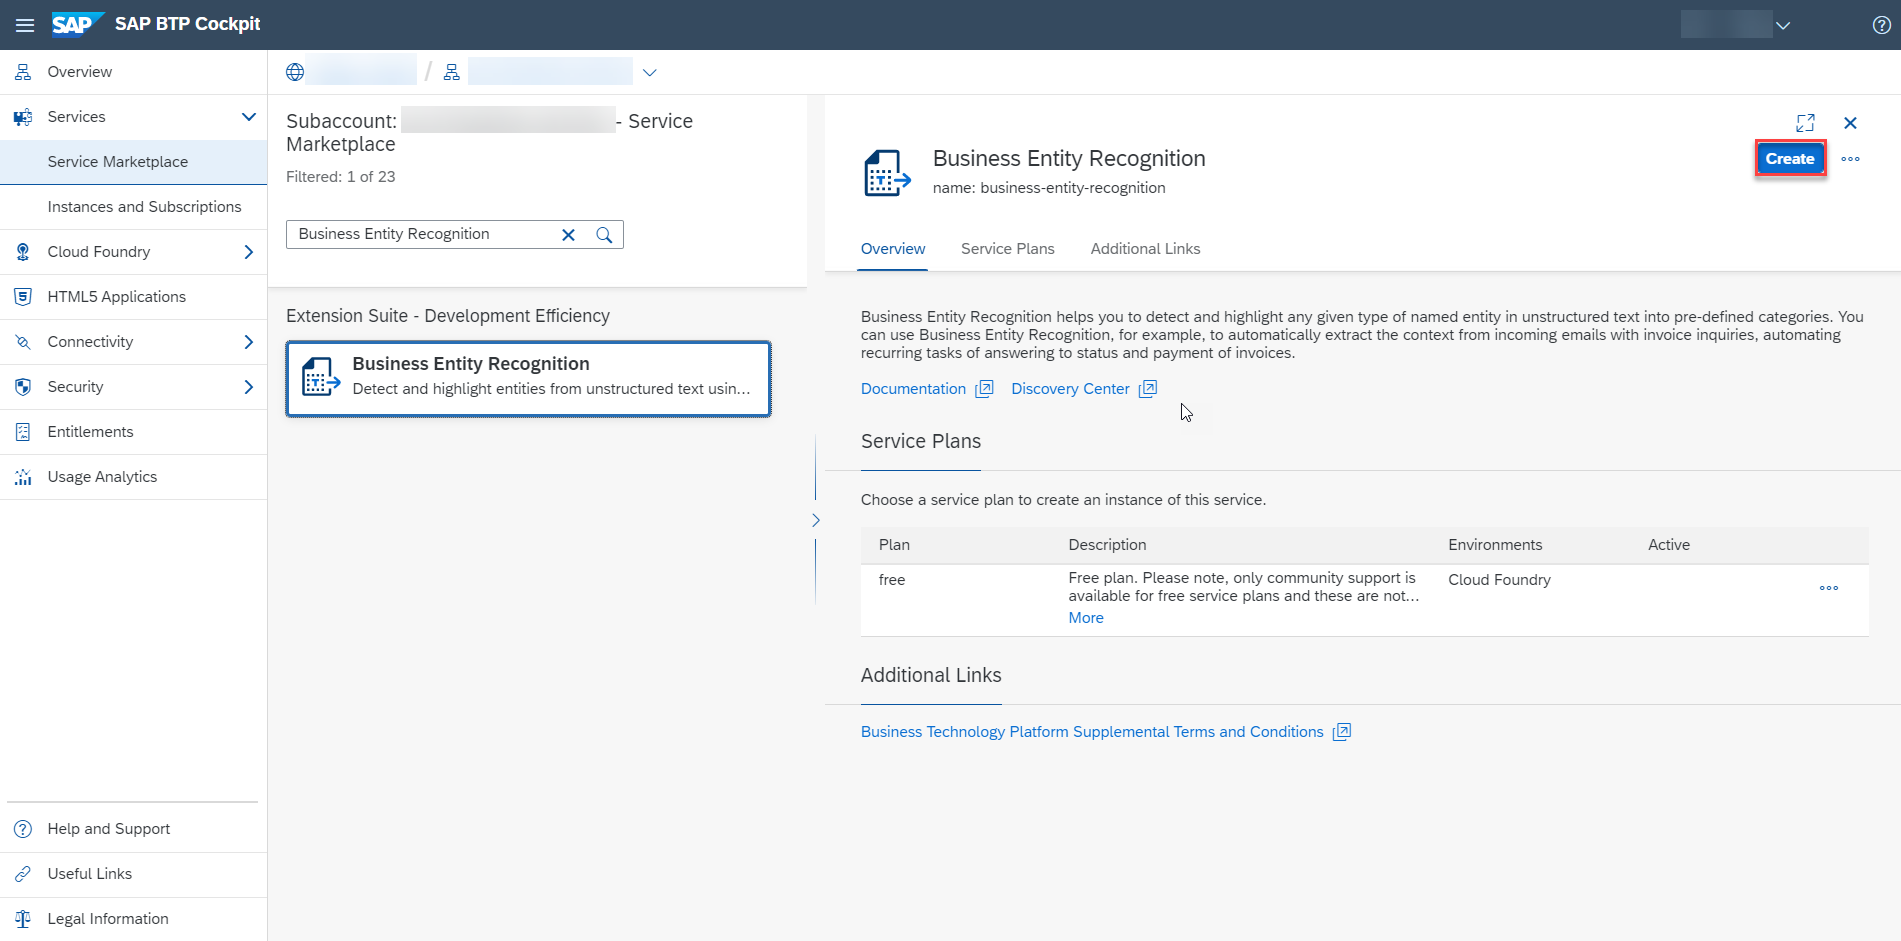 SAP SAP BTP Cockpit
Overview
Services
Service Marketplace
Instances and Subscriptions
Cloud Foundry
HTML5 Applications
Connectivity
Security
Entitlements
Usage Analytics
Help and Support
Useful Links
Legal Information
/
Subaccount: - Service
Marketplace
Filtered: 1 of 23
Business Entity Recognition
Extension Suite - Development Efficiency
Business Entity Recognition
Detect and highlight entities from unstructured text usin...
Business Entity Recognition
name: business-entity-recognition
Create
Overview Service Plans Additional Links
Business Entity Recognition helps you to detect and highlight any given type of named entity in unstructured text into pre-defined categories. You
can use Business Entity Recognition, for example, to automatically extract the context from incoming emails with invoice inquiries, automating
recurring tasks of answering to status and payment of invoices.
Documentation Discovery Center
Service Plans
Choose a service plan to create an instance of this service.
Plan Description Environments Active
free Free plan. Please note, only community support is Cloud Foundry
available for free service plans and these are not...
More
Additional Links
Business Technology Platform Supplemental Terms and Conditions